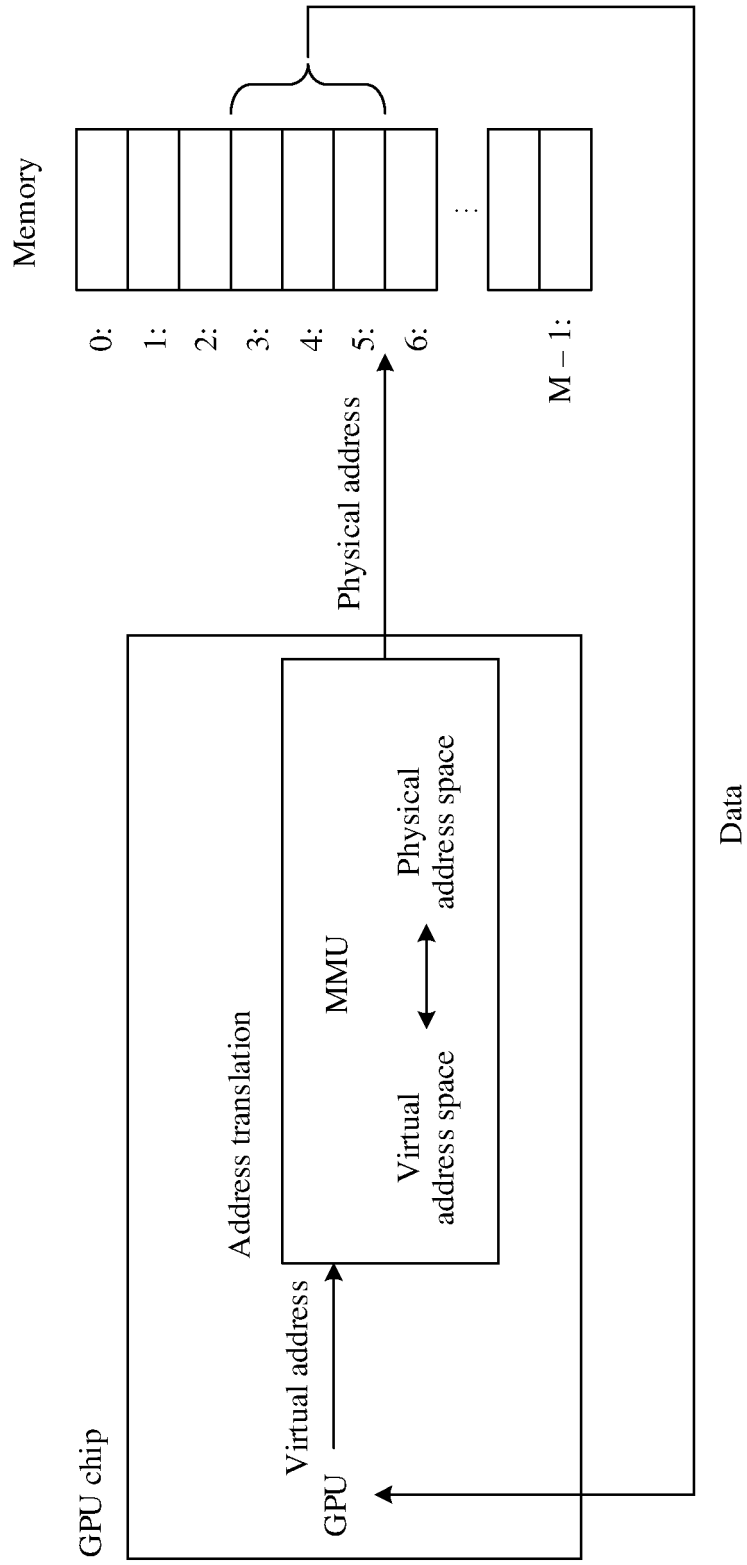 GPU chip
Address translation
Virtual address
GPU
MMU
Virtual
address space
Physical
address space
Physical address
Memory
0:
1:
2:
3:
4:
5:
6:
...
M – 1:
Data